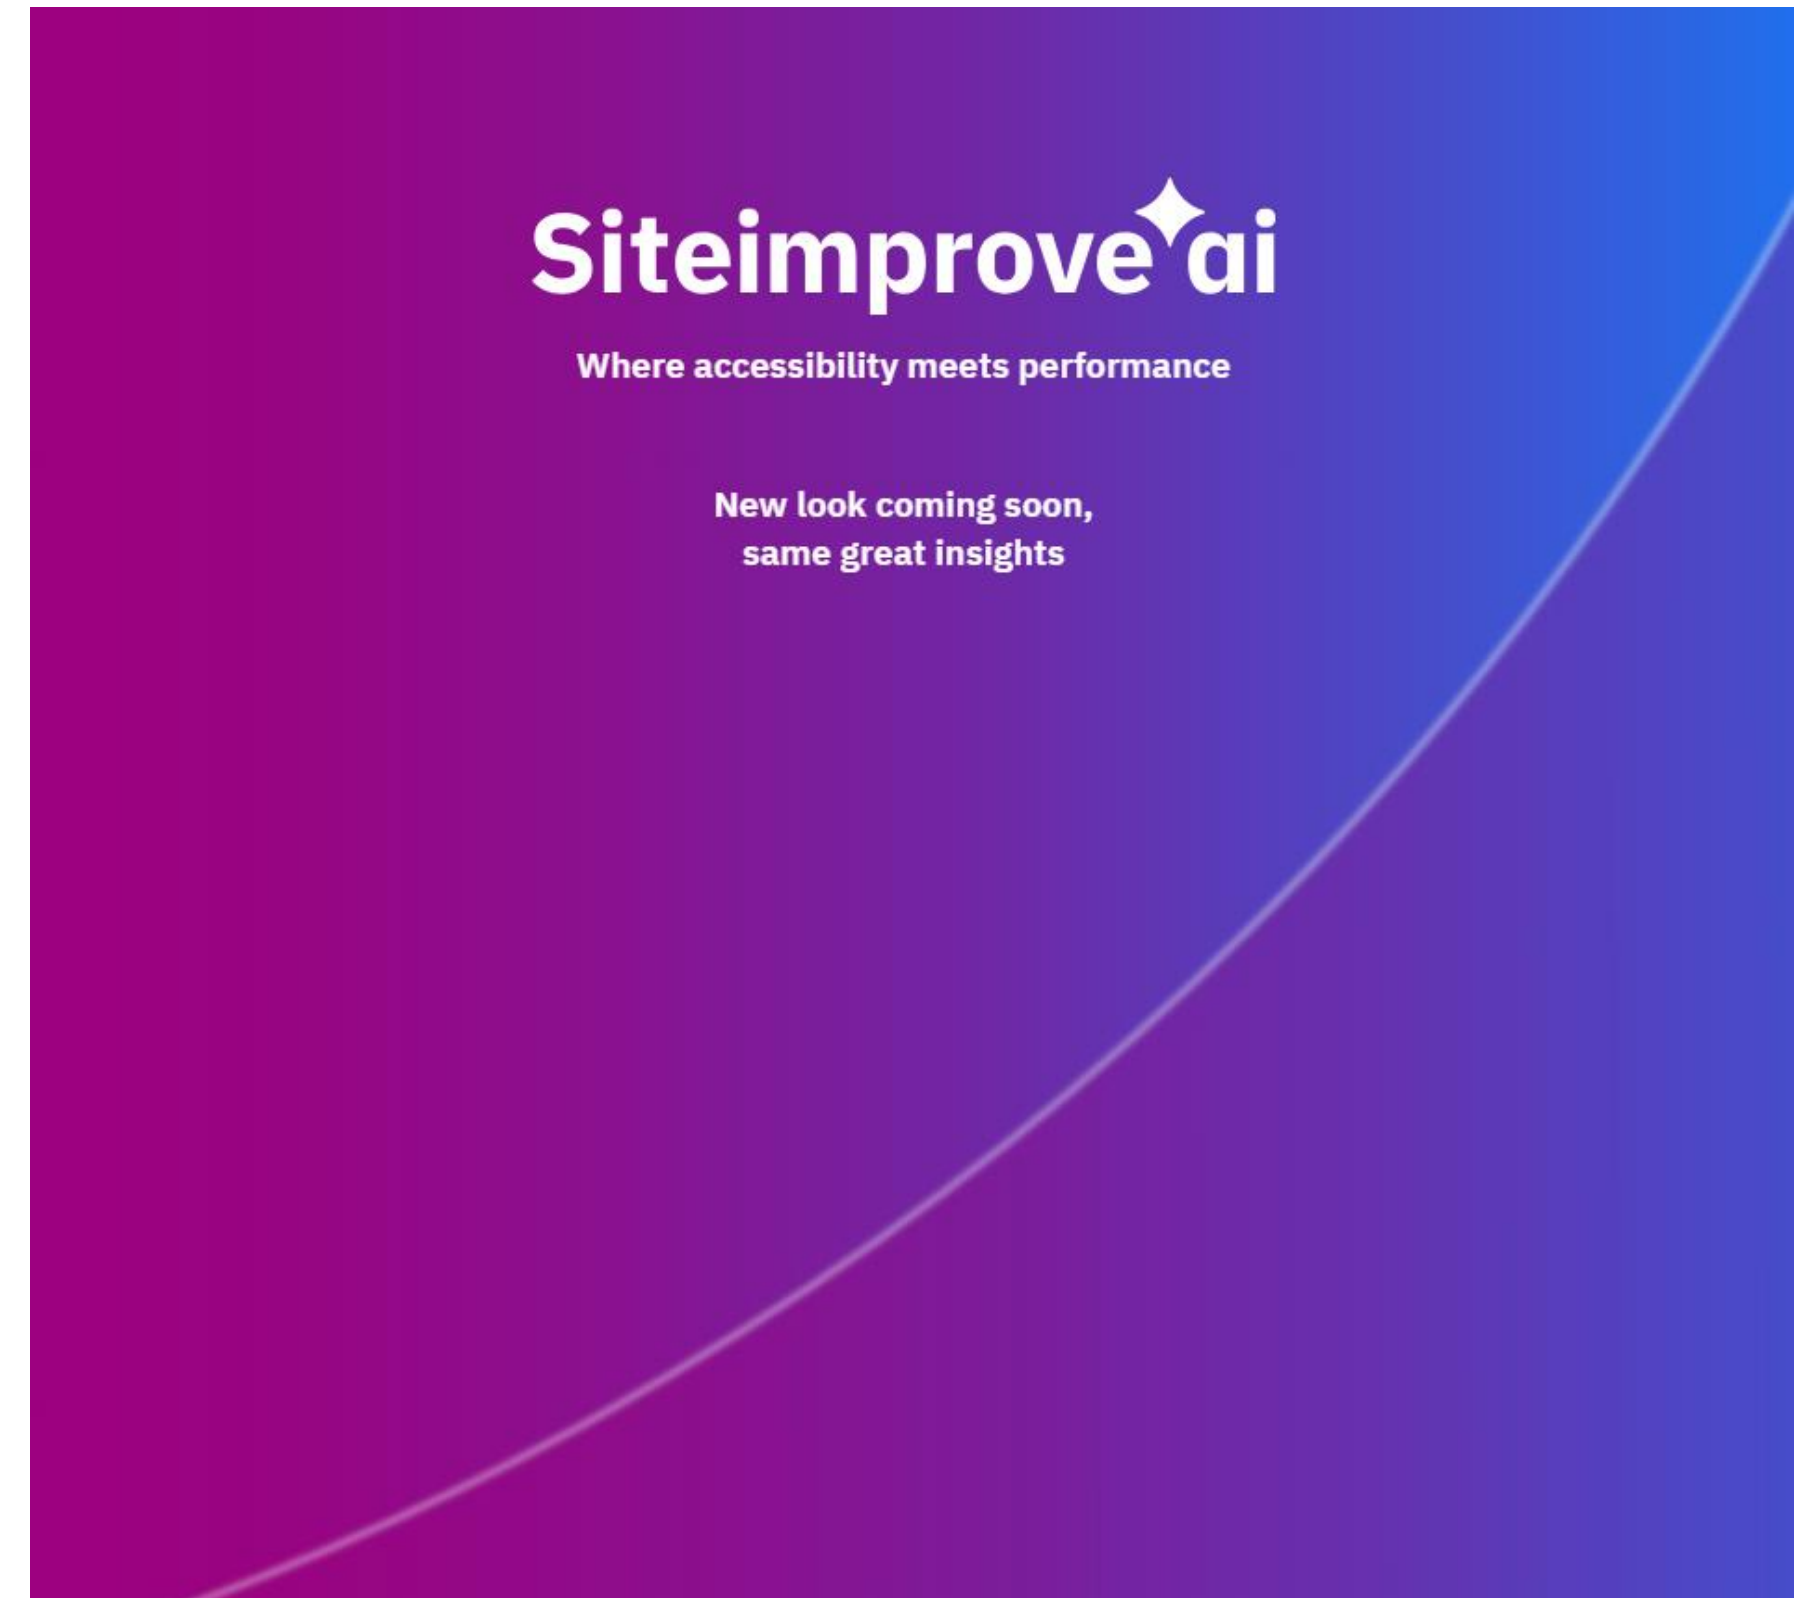 Siteimprove ai
Where accessibility meets performance
New look coming soon,
same great insights